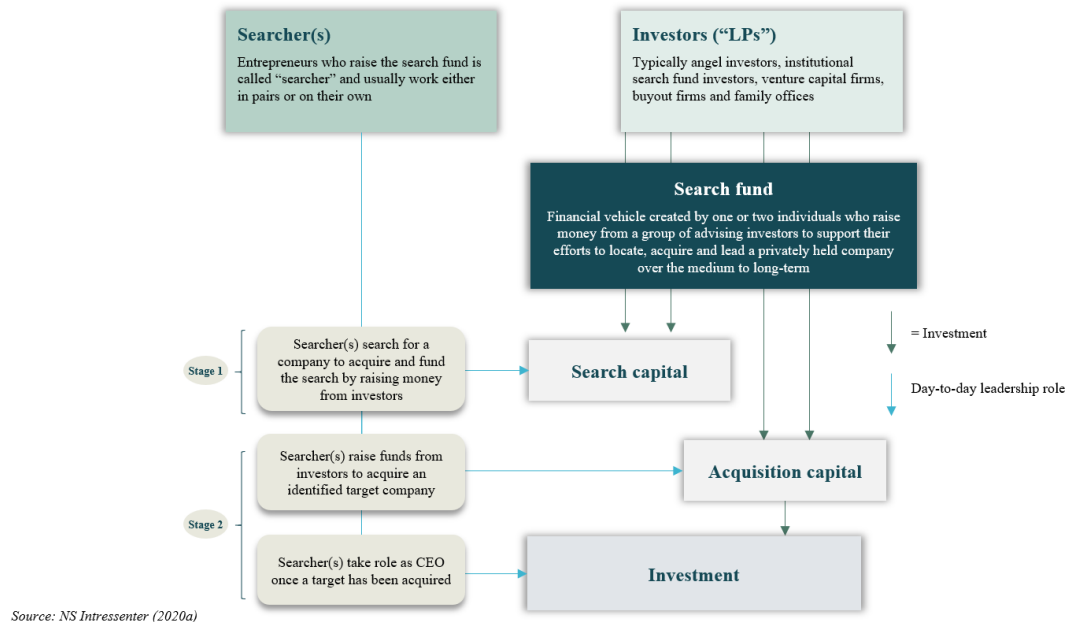 Searcher(s)
Entrepreneurs who raise the search fund is
called “searcher” and usually work either
in pairs or on their own
Investors (“LPs”)
Typically angel investors, institutional
search fund investors, venture capital firms,
buyout firms and family offices
Search fund
Financial vehicle created by one or two individuals who raise
money from a group of advising investors to support their
efforts to locate, acquire and lead a privately held company
over the medium to long-term
= Investment
Day-to-day leadership role
Stage 1
Searcher(s) search for a
company to acquire and fund
the search by raising money
from investors
Search capital
Stage 2
Searcher(s) raise funds from
investors to acquire an
identified target company
Acquisition capital
Searcher(s) take role as CEO
once a target has been acquired
Investment
Source: NS Intressenter (2020a)